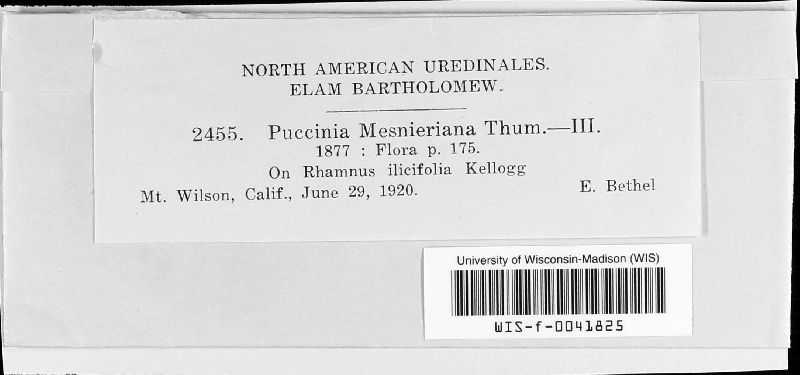 NORTH AMERICAN UREDINALES.
ELAM BARTHOLOMEW.
2455. Puccinia Mesnieriana Thum.—III.
1877 : Flora p. 175.
On Rhamnus ilicifolia Kellogg
Mt. Wilson, Calif., June 29, 1920. E. Bethel
University of Wisconsin-Madison (WIS)
WIS-f-0041825